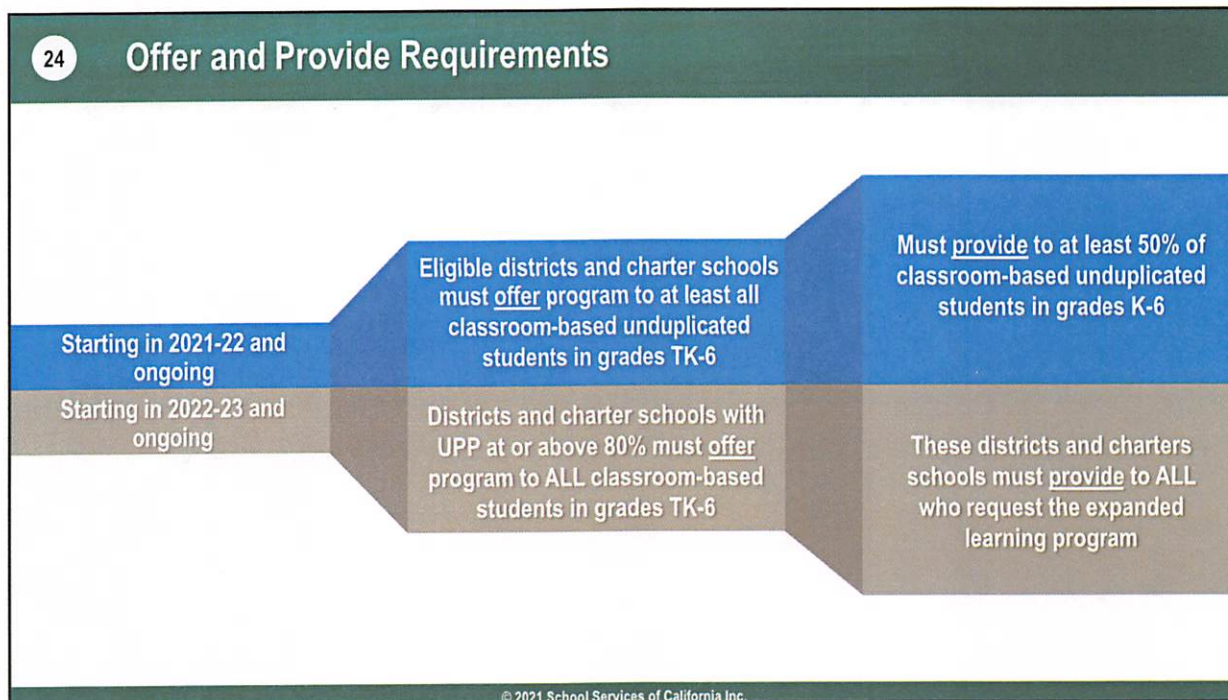 24 Offer and Provide Requirements
Starting in 2021-22 and
ongoing
Eligible districts and charter schools
must offer program to at least all
classroom-based unduplicated
students in grades TK-6
Must provide to at least 50% of
classroom-based unduplicated
students in grades K-6
Starting in 2022-23 and
ongoing
Districts and charter schools with
UPP at or above 80% must offer
program to ALL classroom-based
students in grades TK-6
These districts and charters
schools must provide to ALL
who request the expanded
learning program
© 2021 School Services of California Inc.